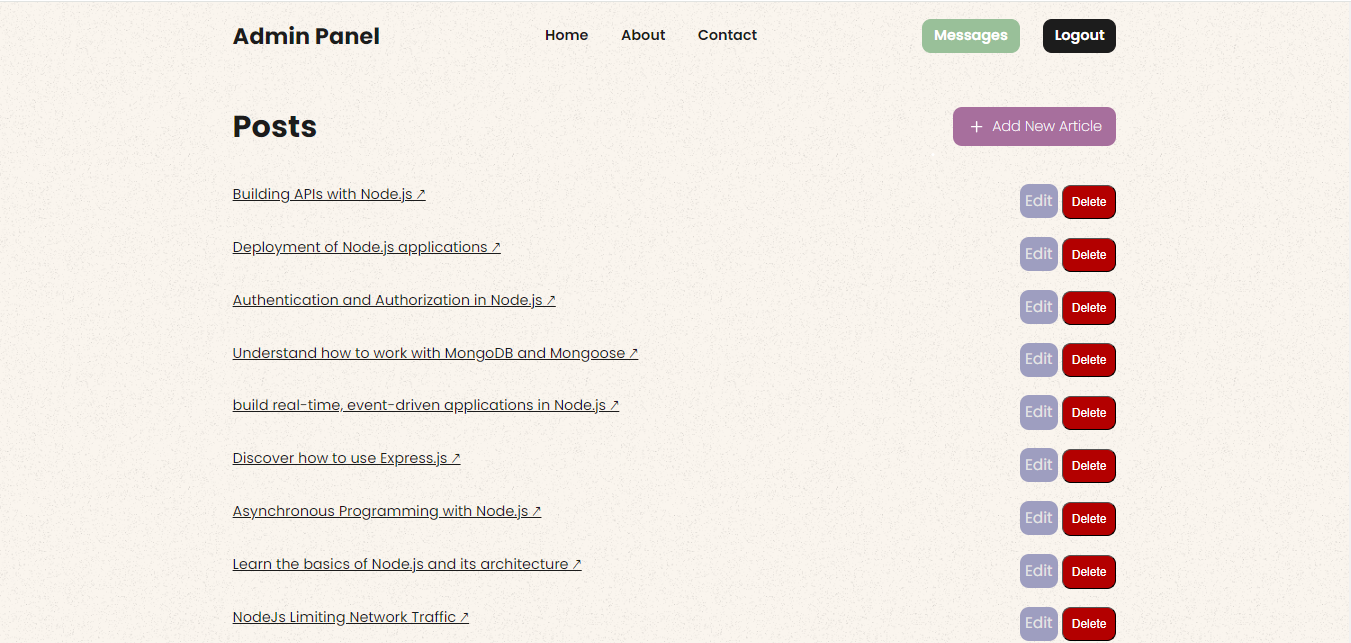 Admin Panel Home About Contact Messages Logout
Posts + Add New Article
Building APIs with Node.js ↗ Edit Delete
Deployment of Node.js applications ↗ Edit Delete
Authentication and Authorization in Node.js ↗ Edit Delete
Understand how to work with MongoDB and Mongoose ↗ Edit Delete
build real-time, event-driven applications in Node.js ↗ Edit Delete
Discover how to use Express.js ↗ Edit Delete
Asynchronous Programming with Node.js ↗ Edit Delete
Learn the basics of Node.js and its architecture ↗ Edit Delete
NodeJs Limiting Network Traffic ↗ Edit Delete